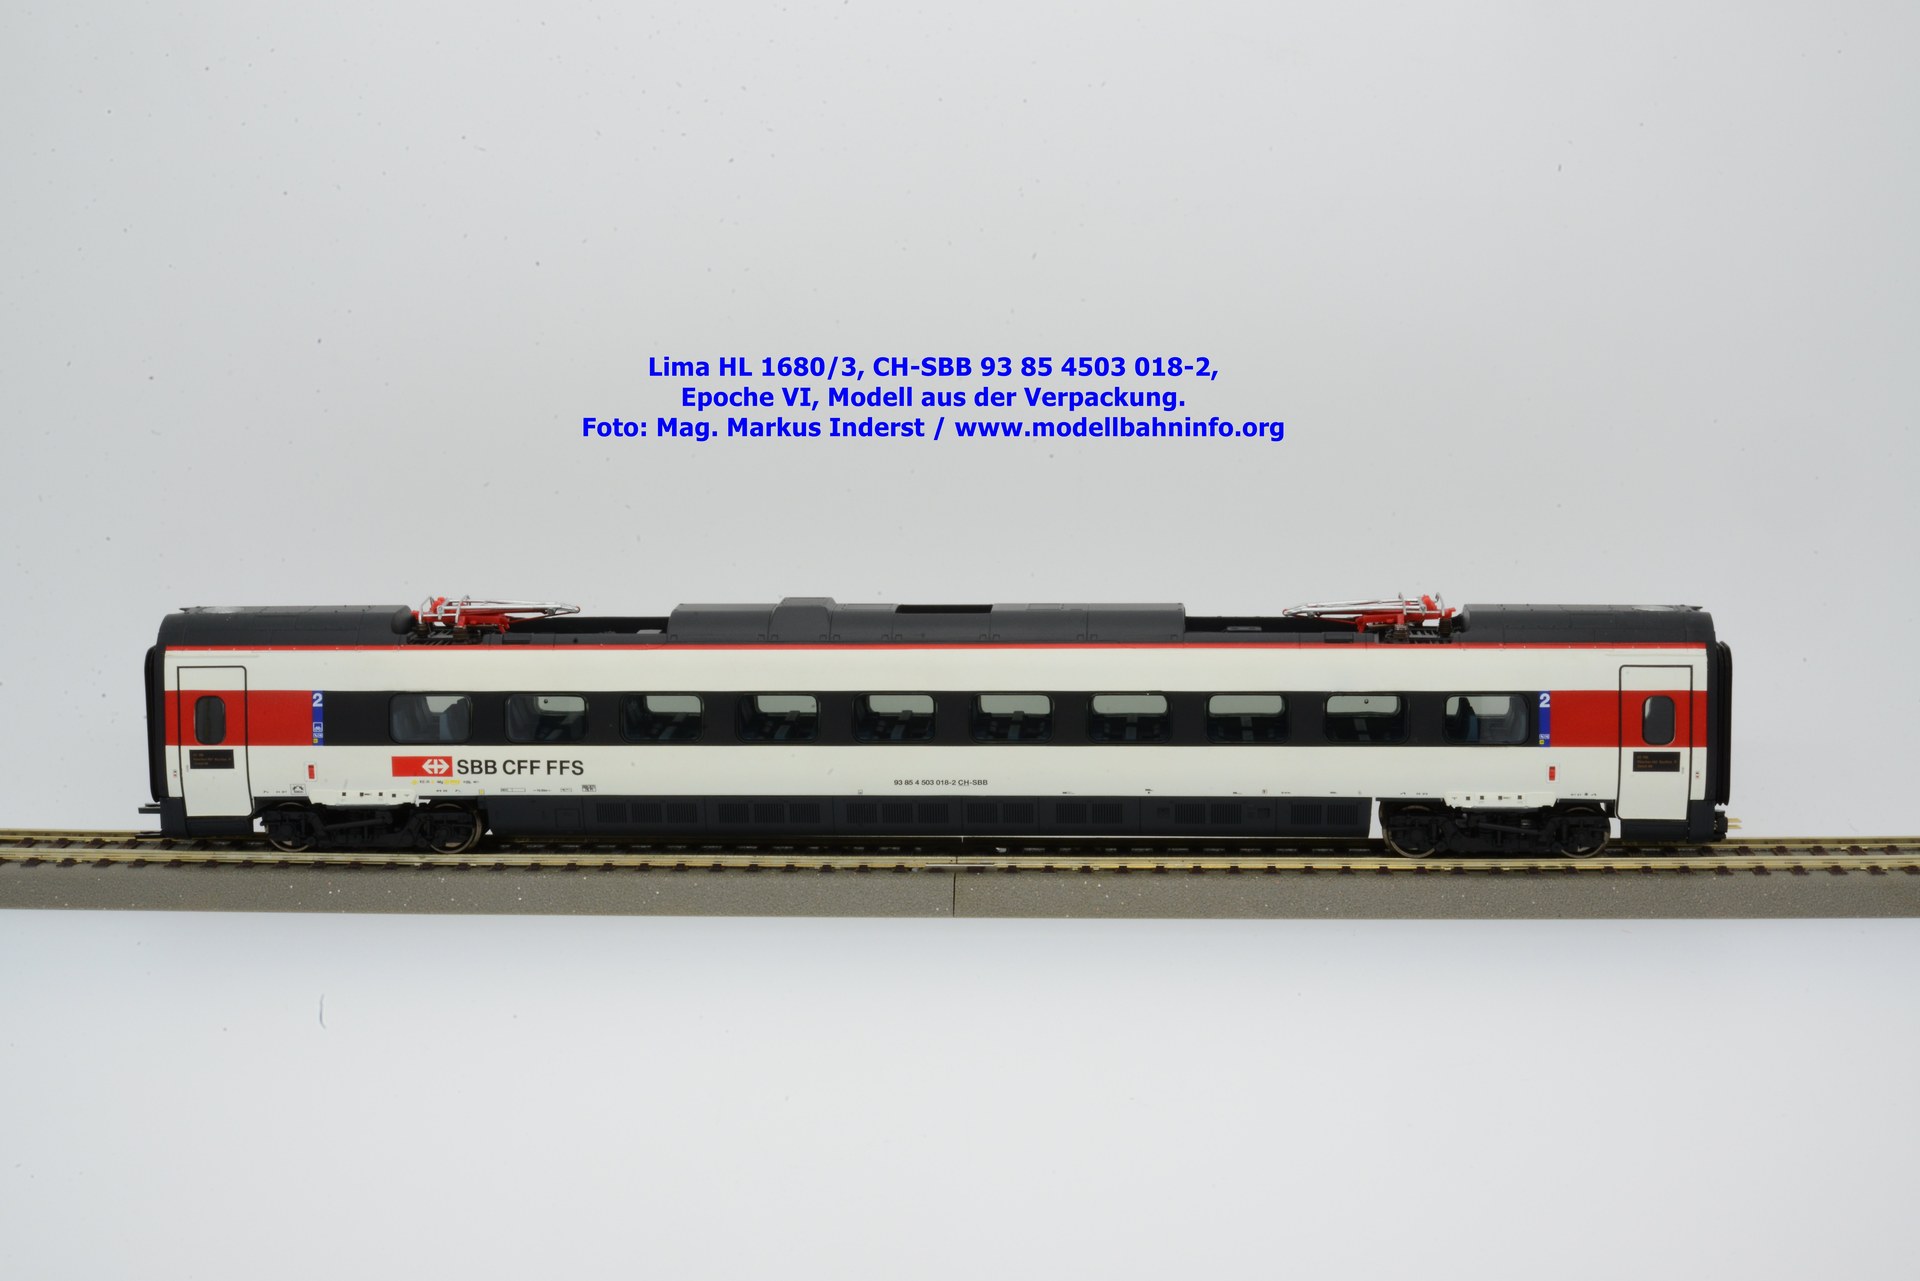 Lima HL 1680/3, CH-SBB 93 85 4503 018-2,
Epoche VI, Modell aus der Verpackung.
Foto: Mag. Markus Inderst / www.modellbahninfo.org
2
2
SBB CFF FFS
93 85 4 503 018-2 CH-SBB